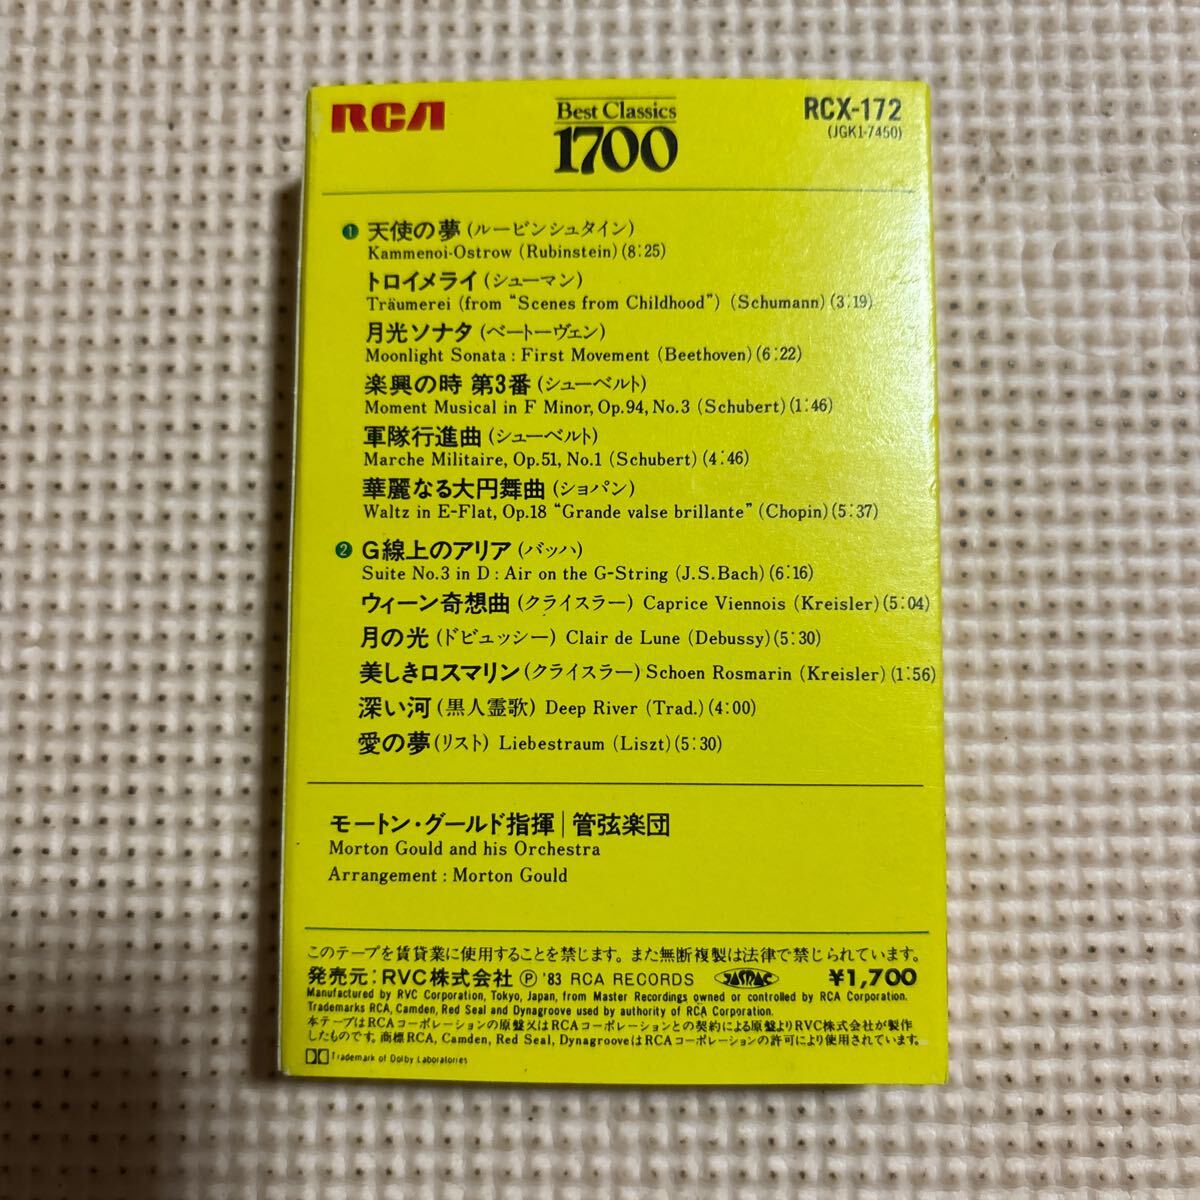 RCA
Best Classics
1700
RCX-172
(JGK1-7450)
1 天使の夢(ルービンシュタイン)
Kammenoi-Ostrow (Rubinstein)(8:25)
トロイメライ(シューマン)
Träumerei (from “Scenes from Childhood”) (Schumann)(3:19)
月光ソナタ(ベートーヴェン)
Moonlight Sonata : First Movement (Beethoven)(6:22)
楽興の時 第3番(シューベルト)
Moment Musical in F Minor, Op.94, No.3 (Schubert)(1:46)
軍隊行進曲(シューベルト)
Marche Militaire, Op.51, No.1 (Schubert)(4:46)
華麗なる大円舞曲(ショパン)
Waltz in E-Flat, Op.18 “Grande valse brillante” (Chopin)(5:37)
2 G線上のアリア(バッハ)
Suite No.3 in D : Air on the G-String (J.S.Bach)(6:16)
ウィーン奇想曲(クライスラー) Caprice Viennois (Kreisler)(5:04)
月の光(ドビュッシー) Clair de Lune (Debussy)(5:30)
美しきロスマリン(クライスラー) Schoen Rosmarin (Kreisler)(1:56)
深い河(黒人霊歌) Deep River (Trad.)(4:00)
愛の夢(リスト) Liebestraum (Liszt)(5:30)
モートン・グールド指揮|管弦楽団
Morton Gould and his Orchestra
Arrangement : Morton Gould
このテープを賃貸業に使用することを禁じます。また無断複製は法律で禁じられています。
発売元:RVC株式会社 Ⓟ '83 RCA RECORDS JASRAC ¥1,700
Manufactured by RVC Corporation, Tokyo, Japan, from Master Recordings owned or controlled by RCA Corporation.
Trademarks RCA, Camden, Red Seal and Dynagroove used by authority of RCA Corporation.
本テープはRCAコーポレーションの原盤又はRCAコーポレーションとの契約による原盤よりRVC株式会社が製作
したものです。商標RCA, Camden, Red Seal, DynagrooveはRCAコーポレーションの許可により使用されています。
Trademark of Dolby Laboratories